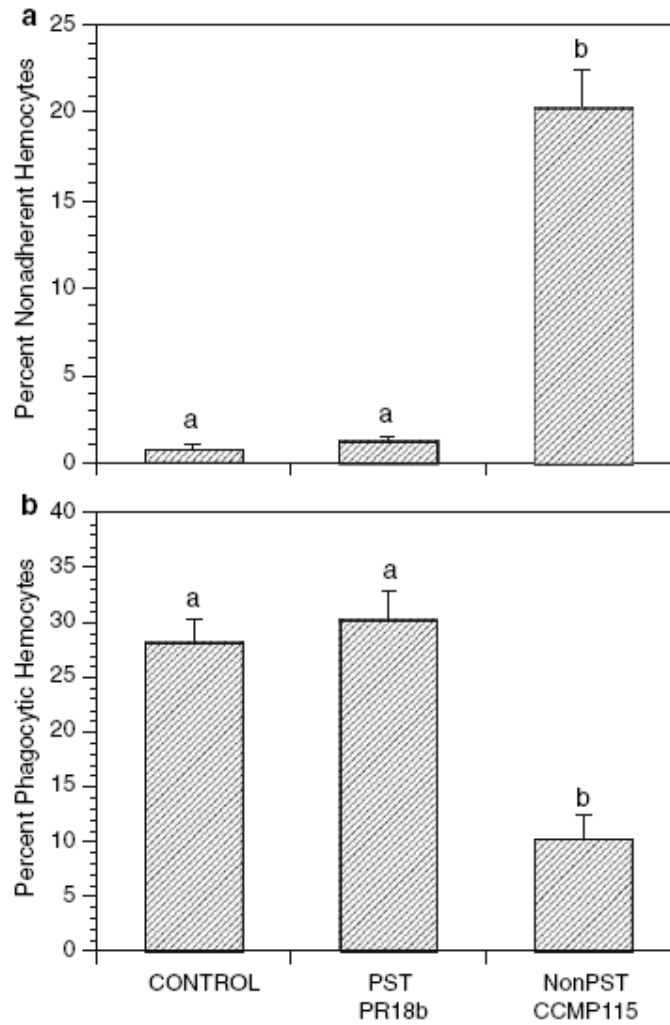 a
25
20
15
10
5
0
Percent Nonadherent Hemocytes
a
a
b
b
40
35
30
25
20
15
10
5
0
Percent Phagocytic Hemocytes
a
a
b
CONTROL
PST
PR18b
NonPST
CCMP115